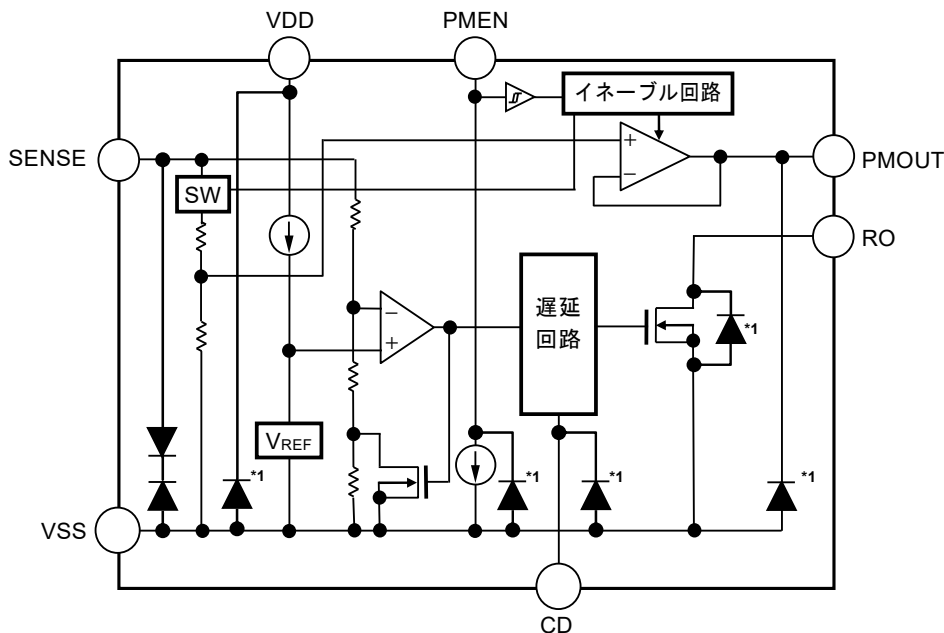 VDD
PMEN
イネーブル回路
SENSE
+
−
PMOUT
SW
RO
遅延
回路
−
+
*1
VREF
*1
*1
*1
*1
VSS
CD